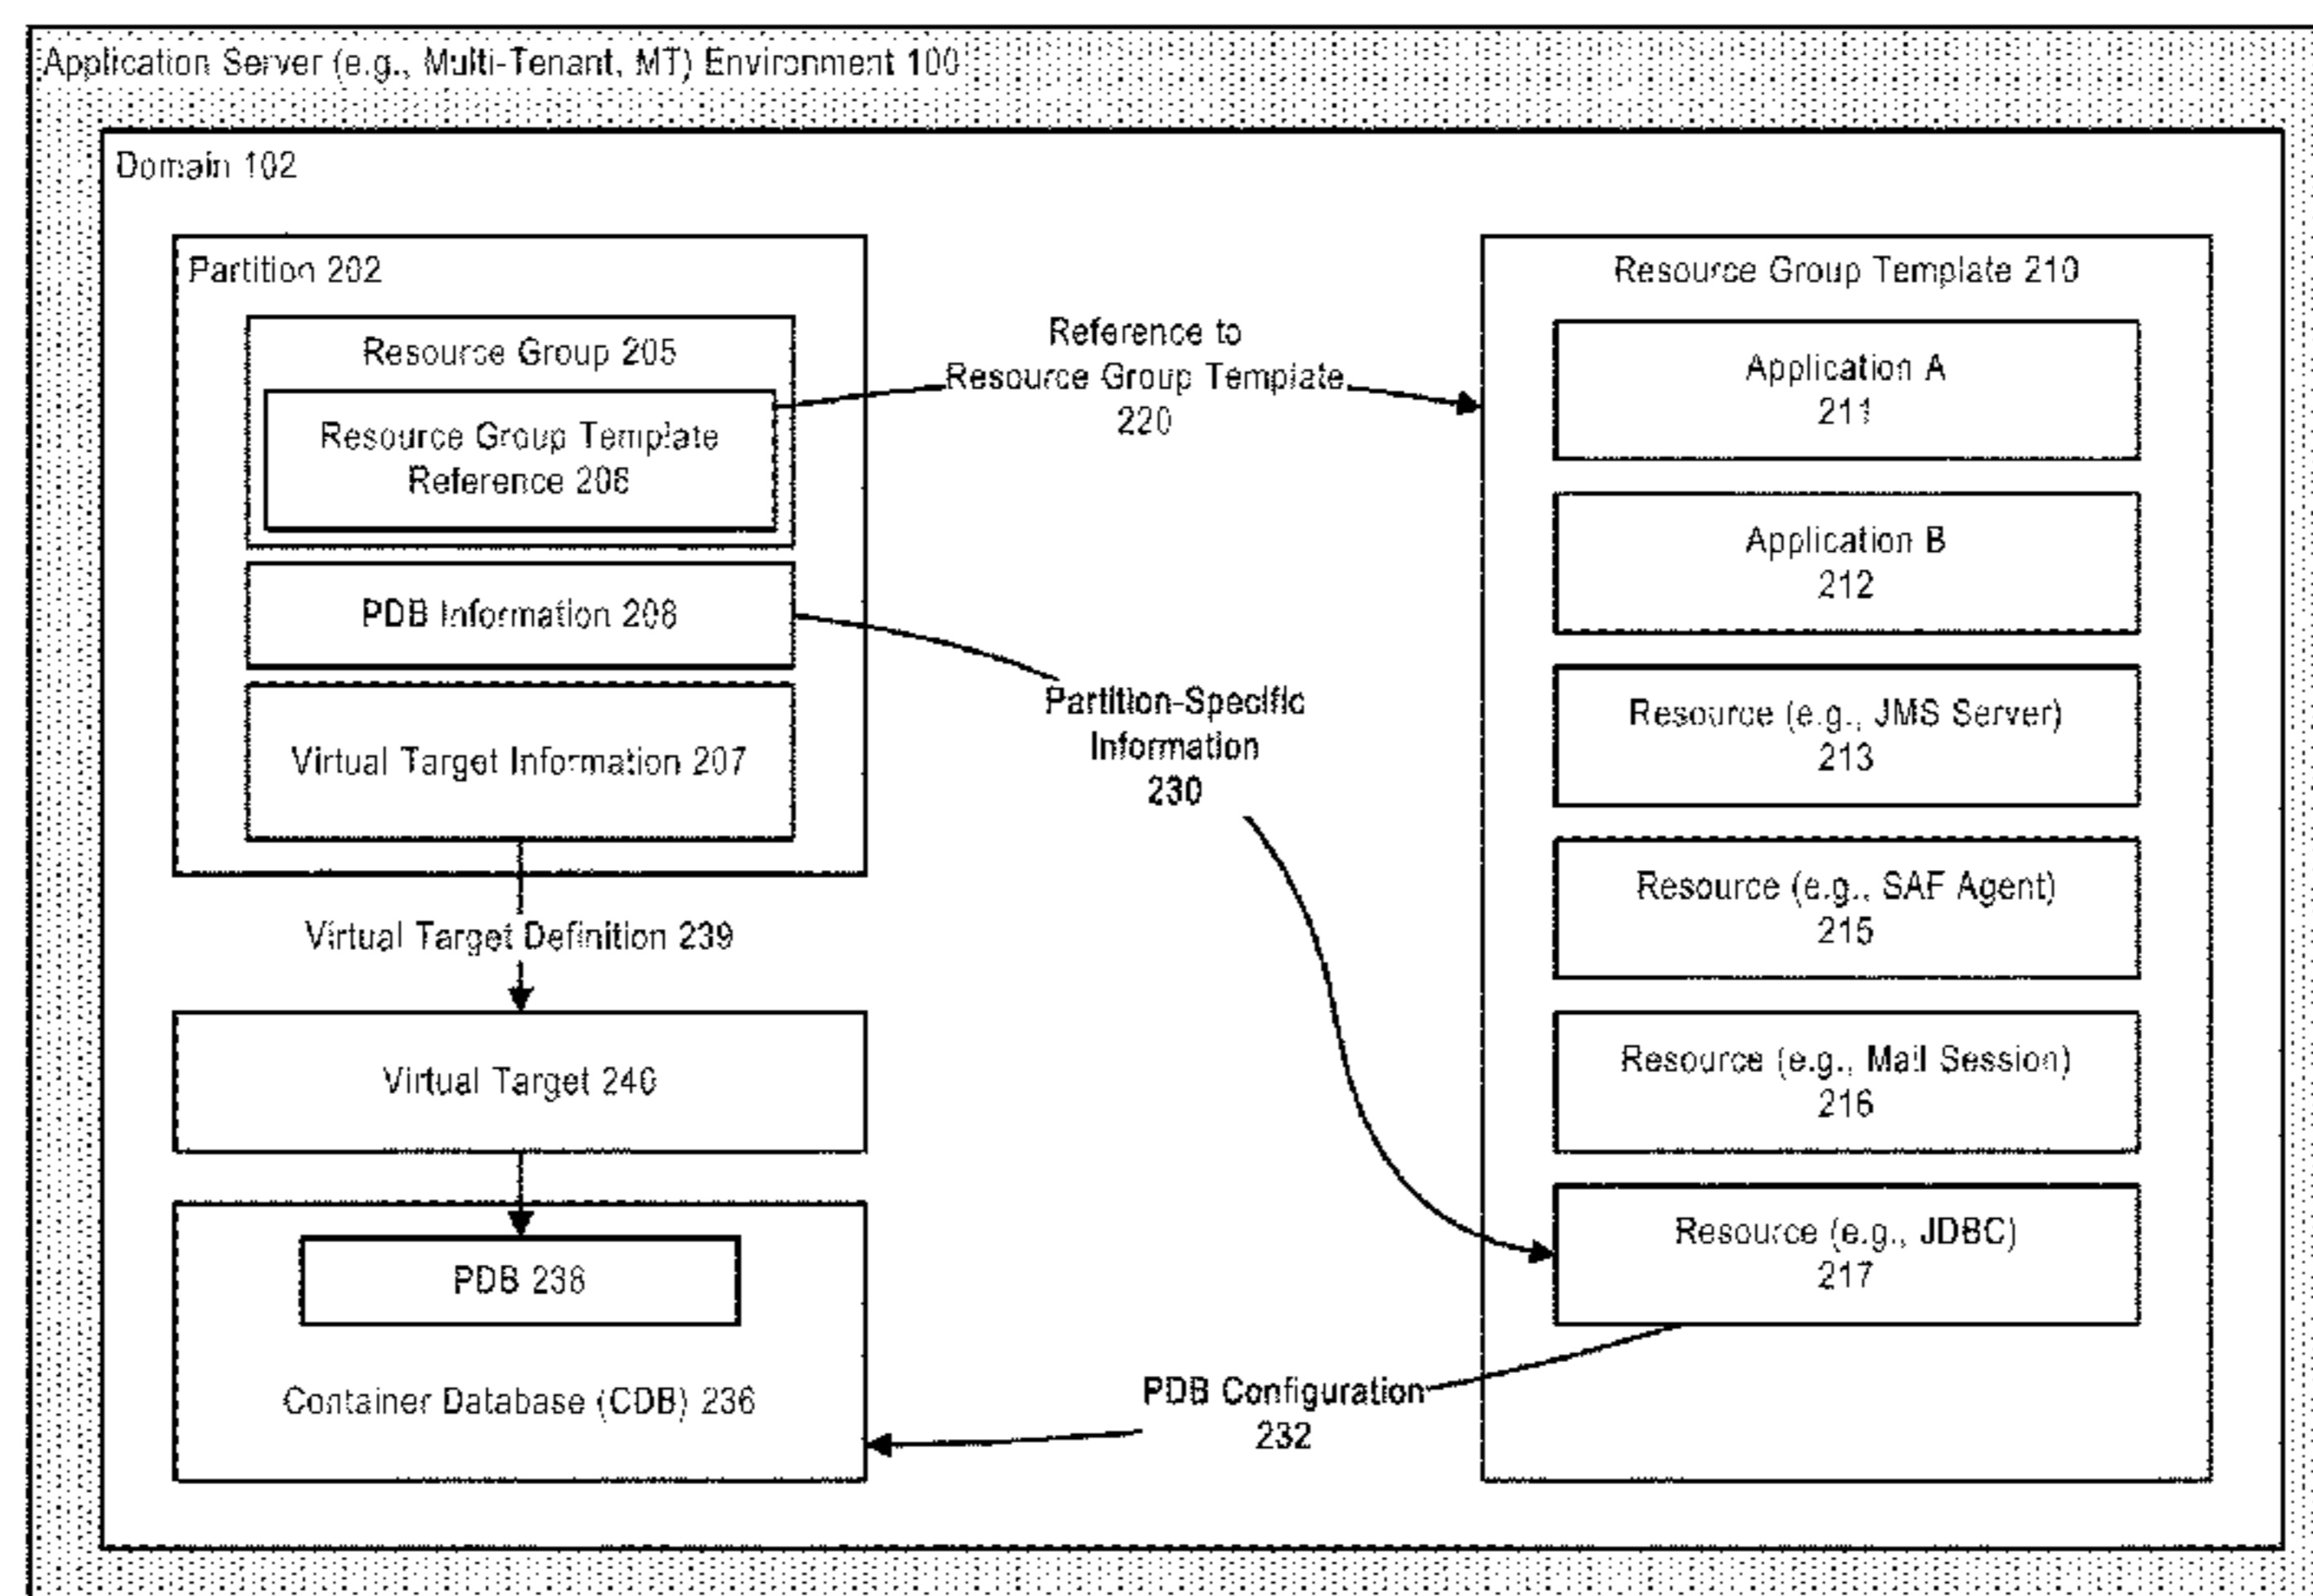 Application Server (e.g., Multi-Tenant, MT) Environment 100
Domain 102
Partition 202
Resource Group 205
Resource Group Template
Reference 206
PDB Information 208
Virtual Target Information 207
Virtual Target Definition 239
Virtual Target 240
PDB 238
Container Database (CDB) 236
Reference to
Resource Group Template
220
Partition-Specific
Information
230
PDB Configuration
232
Resource Group Template 210
Application A
211
Application B
212
Resource (e.g., JMS Server)
213
Resource (e.g., SAF Agent)
215
Resource (e.g., Mail Session)
216
Resource (e.g., JDBC)
217